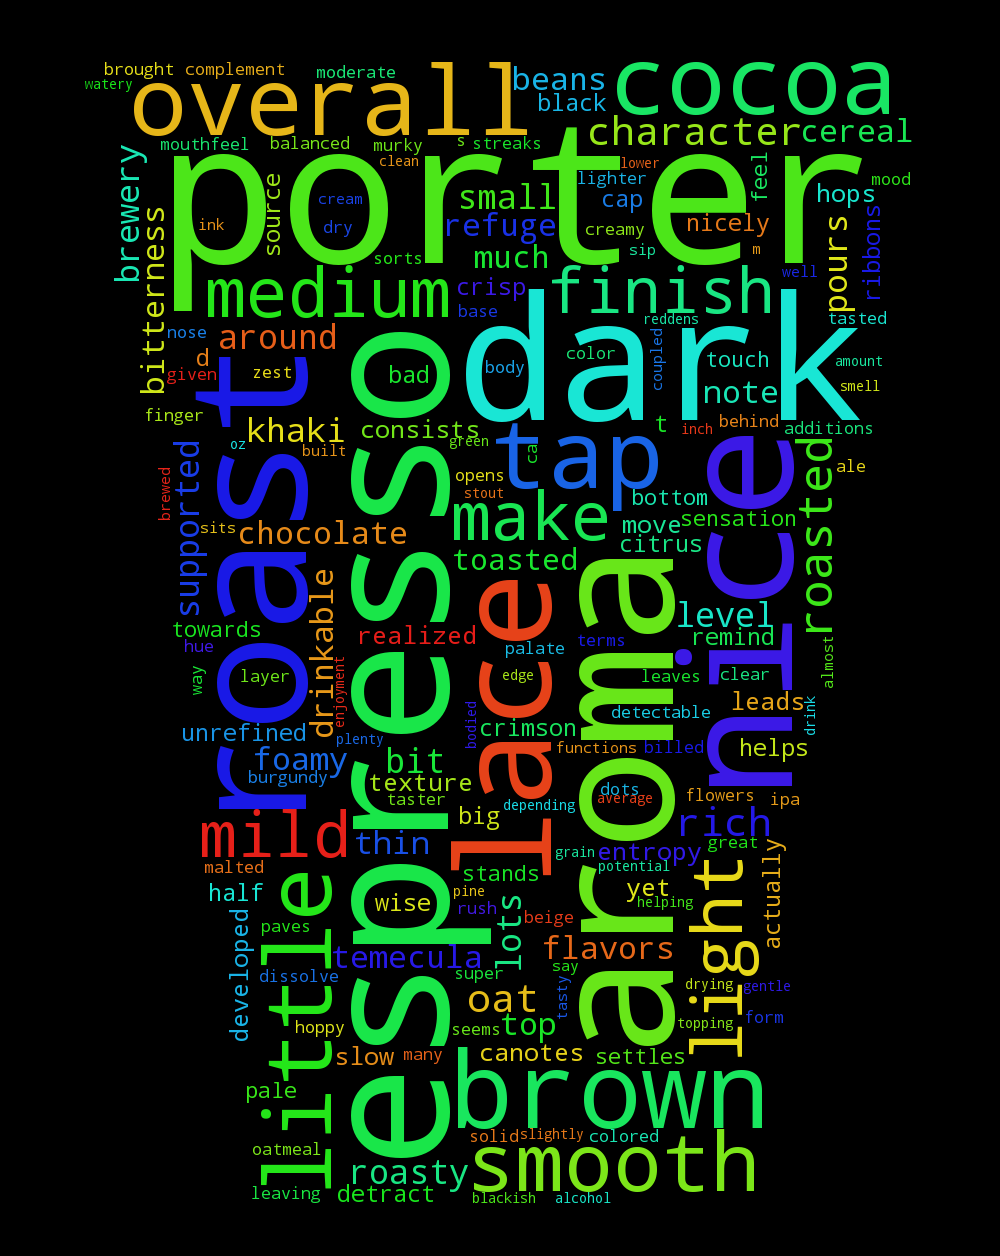 brought complement moderate beans cocoa
watery overall black
character cereal
mouthfeel balanced murky s streaks
clean lower
brewery porter small lighter cap feel hops mood
ink source cream dry refuge creamy nicely pours ribbons
bitterness sorts much sip m
medium crisp finish well
base reddens tasted
nose around dark coupled
d bad body color touch amount
given zest note smell
finger khaki consists t inch behind additions
oz built green tap ca
brewed supported sits roast espresso opens nice roasted ale
stout bottom
chocolate make move sensation
citrus
toasted
drinkable lace aroma level
towards realized terms remind almost
hue palate
way layer enjoyment edge leaves clear
bodied detectable leads drink
unrefined plenty crimson
foamy bit functions billed helps
burgundy texture dots
taster big depending average flowers ipa
mild thin rich
grain entropy great
malted stands potential
half wise pine yet light actually
little rush beige helping
developed paves lots
temecula flavors
dissolve super say
oat tasty drying gentle
hoppy seems top topping form
slow many canotes settles
pale brown
solid slightly colored
oatmeal smooth
roasty
leaving detract blackish alcohol